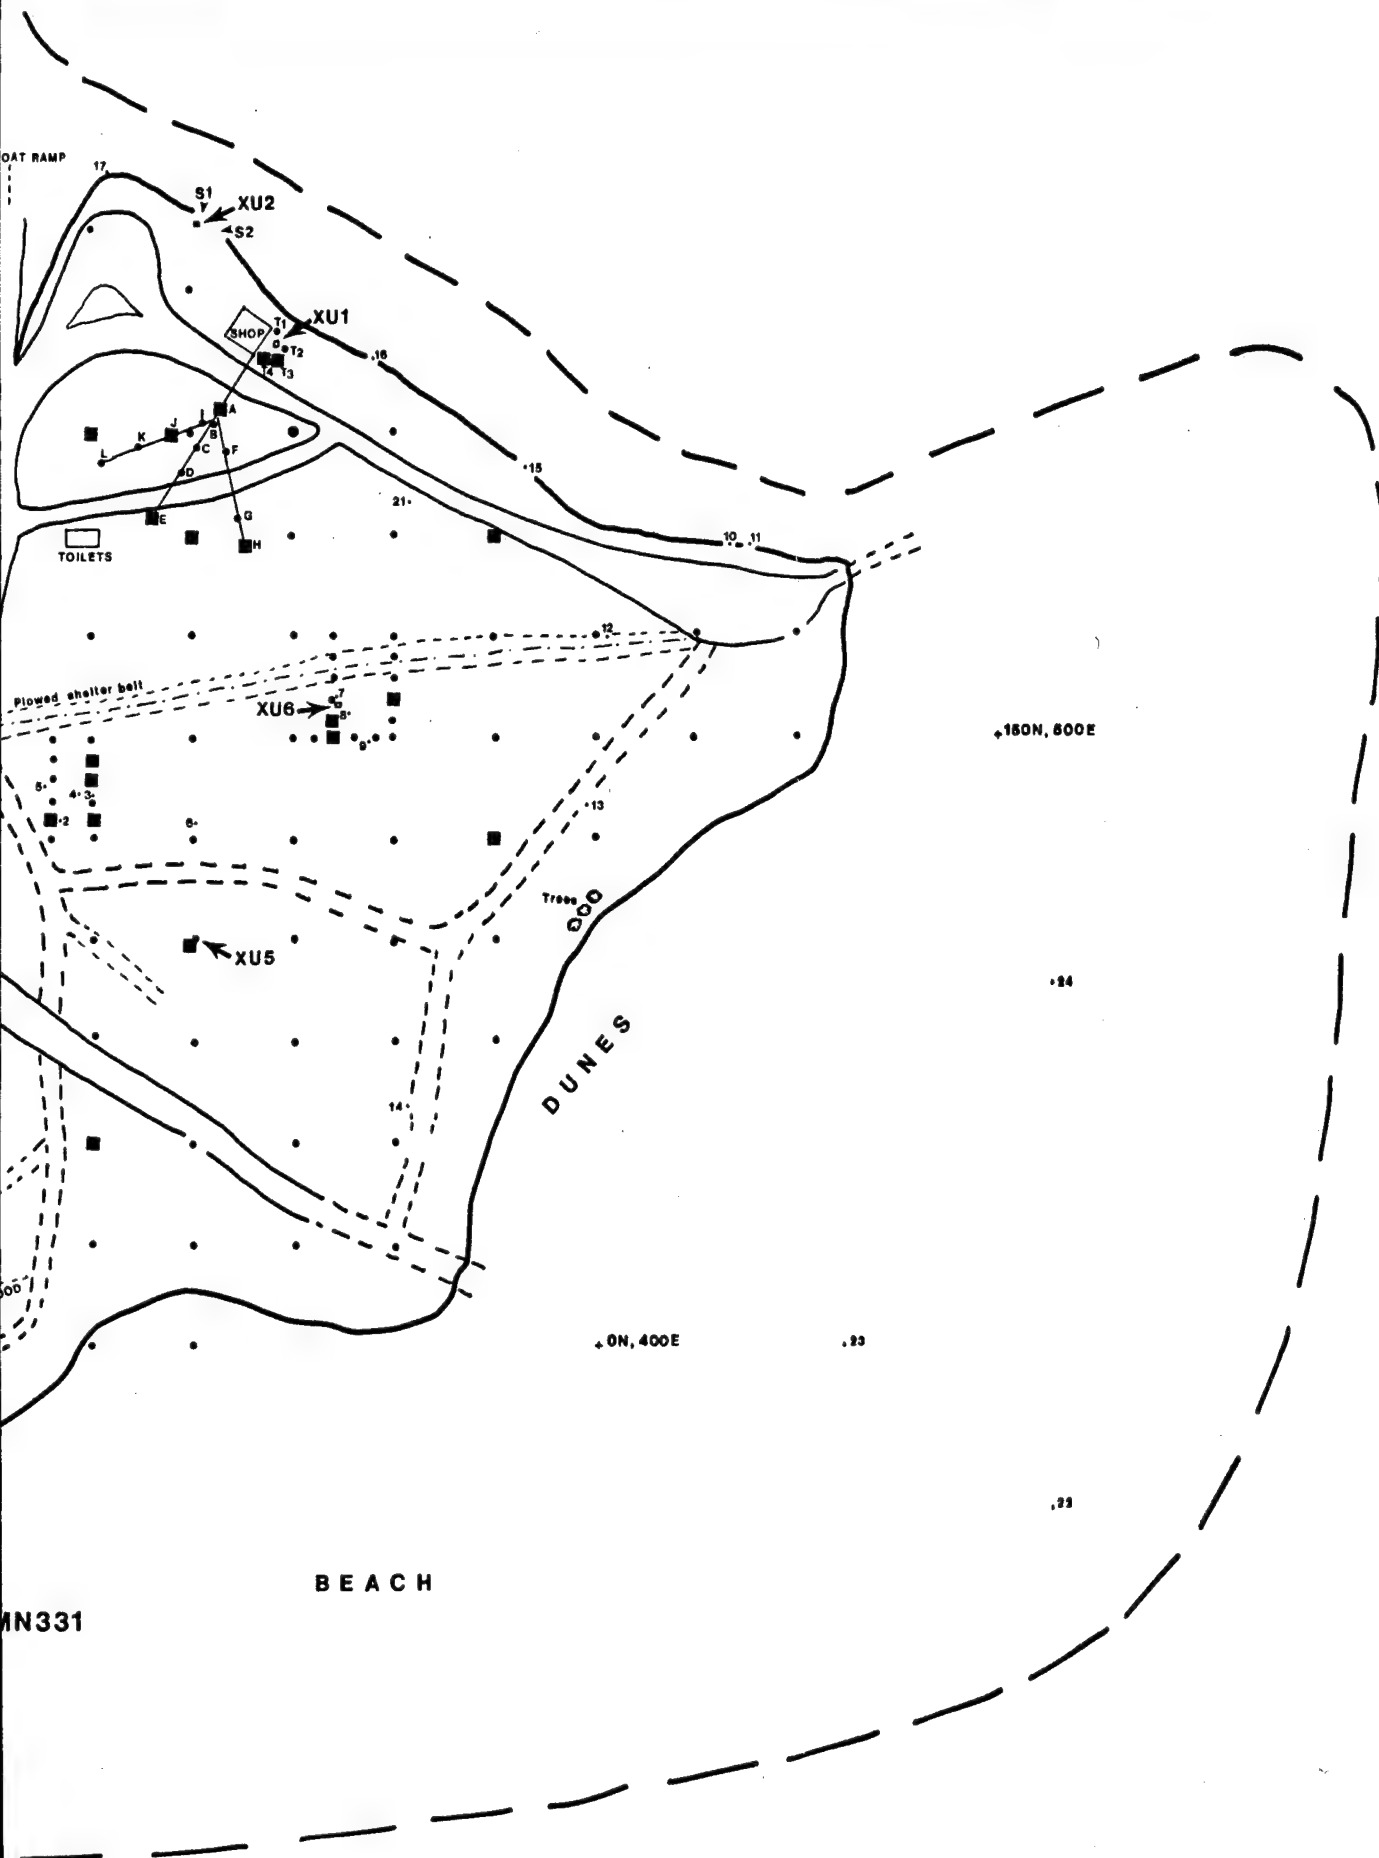 OAT RAMP
17
S1
XU2
S2
XU1
T1
SHOP
T2
T4 T3
16
A
I
J
B
K
C
F
L
D
15
21
E
G
H
TOILETS
10 11
12
Plowed shelter belt
7
XU6
8
9
+150N, 500E
5
4 3
13
2
6
Trees
XU5
24
DUNES
14
OOD
+0N, 400E
23
22
BEACH
MN331